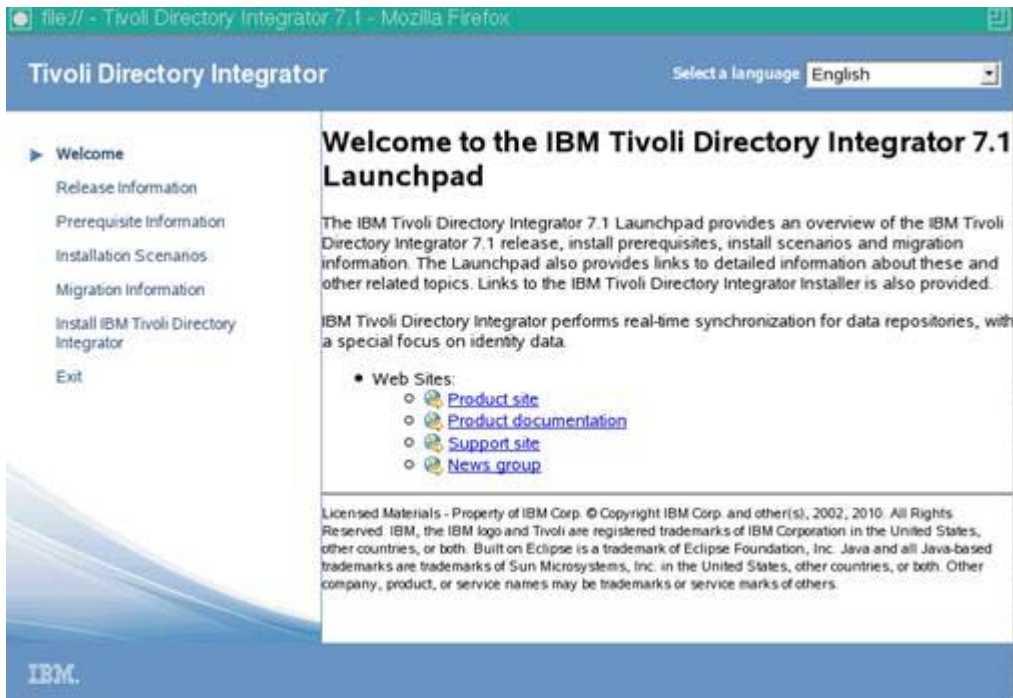 file:// - Tivoli Directory Integrator 7.1 - Mozilla Firefox
Tivoli Directory Integrator
Select a language English
Welcome
Release Information
Prerequisite Information
Installation Scenarios
Migration Information
Install IBM Tivoli Directory
Integrator
Exit
Welcome to the IBM Tivoli Directory Integrator 7.1
Launchpad
The IBM Tivoli Directory Integrator 7.1 Launchpad provides an overview of the IBM Tivoli
Directory Integrator 7.1 release, install prerequisites, install scenarios and migration
information. The Launchpad also provides links to detailed information about these and
other related topics. Links to the IBM Tivoli Directory Integrator Installer is also provided.
IBM Tivoli Directory Integrator performs real-time synchronization for data repositories, with
a special focus on identity data.
Web Sites:
Product site
Product documentation
Support site
News group
Licensed Materials - Property of IBM Corp. © Copyright IBM Corp. and other(s), 2002, 2010. All Rights
Reserved. IBM, the IBM logo and Tivoli are registered trademarks of IBM Corporation in the United States,
other countries, or both. Built on Eclipse is a trademark of Eclipse Foundation, Inc. Java and all Java-based
trademarks are trademarks of Sun Microsystems, Inc. in the United States, other countries, or both. Other
company, product, or service names may be trademarks or service marks of others.
IBM.